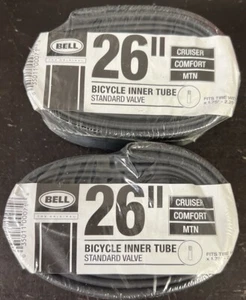 BELL
26"
CRUISER
COMFORT
MTN
BICYCLE INNER TUBE
STANDARD VALVE
BELL
26"
CRUISER
COMFORT
MTN
BICYCLE INNER TUBE
STANDARD VALVE